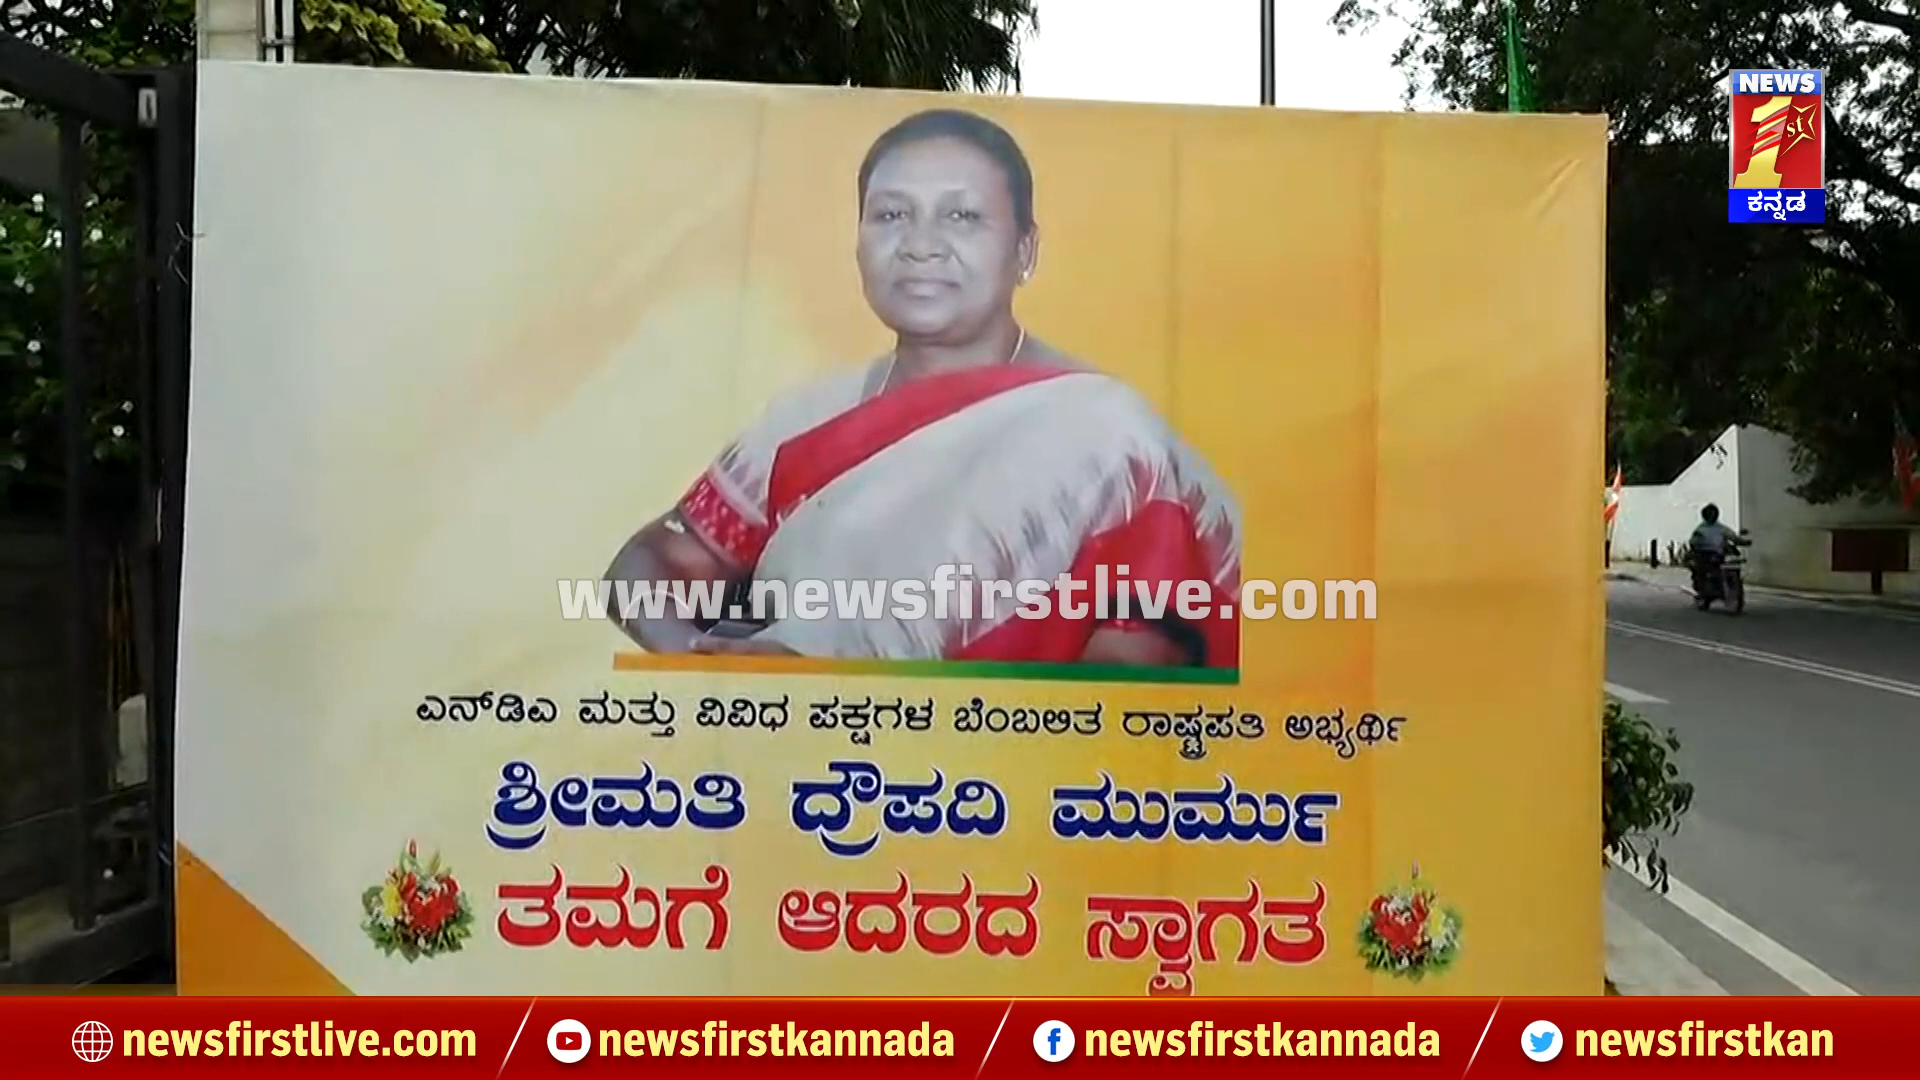 NEWS
1st
ಕನ್ನಡ
www.newsfirstlive.com
ಎನ್‌ಡಿಎ ಮತ್ತು ವಿವಿಧ ಪಕ್ಷಗಳ ಬೆಂಬಲಿತ ರಾಷ್ಟ್ರಪತಿ ಅಭ್ಯರ್ಥಿ
ಶ್ರೀಮತಿ ದ್ರೌಪದಿ ಮುರ್ಮು
ತಮಗೆ ಆದರದ ಸ್ವಾಗತ
newsfirstlive.com newsfirstkannada newsfirstkannada newsfirstkan